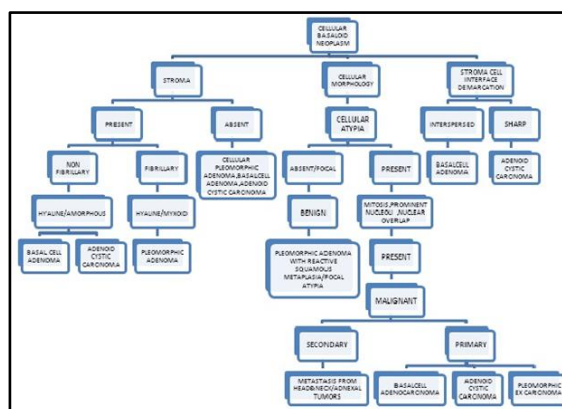 CELLULAR
BASALOID
NEOPLASM
STROMA
CELLULAR
MORPHOLOGY
STROMA CELL
INTERFACE
DEMARCATION
PRESENT
ABSENT
CELLULAR
ATYPIA
INTERSPERSED
SHARP
NON
FIBRILLARY
FIBRILLARY
CELLULAR
PLEOMORPHIC
ADENOMA,BASALCELL
ADENOMA,ADENOID
CYSTIC CARCINOMA
ABSENT/FOCAL
PRESENT
BASALCELL
ADENOMA
ADENOID
CYSTIC
CARCINOMA
HYALINE/AMORPHOUS
HYALINE/MYXOID
BENIGN
MITOSIS,PROMINENT
NUCLEOLI ,NUCLEAR
OVERLAP
BASAL CELL
ADENOMA
ADENOID
CYSTIC
CARCINOMA
PLEOMORPHIC
ADENOMA
PLEOMORPHIC ADENOMA
WITH REACTIVE
SQUAMOUS
METAPLASIA/FOCAL
ATYPIA
PRESENT
MALIGNANT
SECONDARY
PRIMARY
METASTASIS FROM
HEAD&NECK/ADNEXAL
TUMORS
BASALCELL
ADENOCARCINOMA
ADENOID
CYSTIC
CARCINOMA
PLEOMORPHIC
EX CARCINOMA